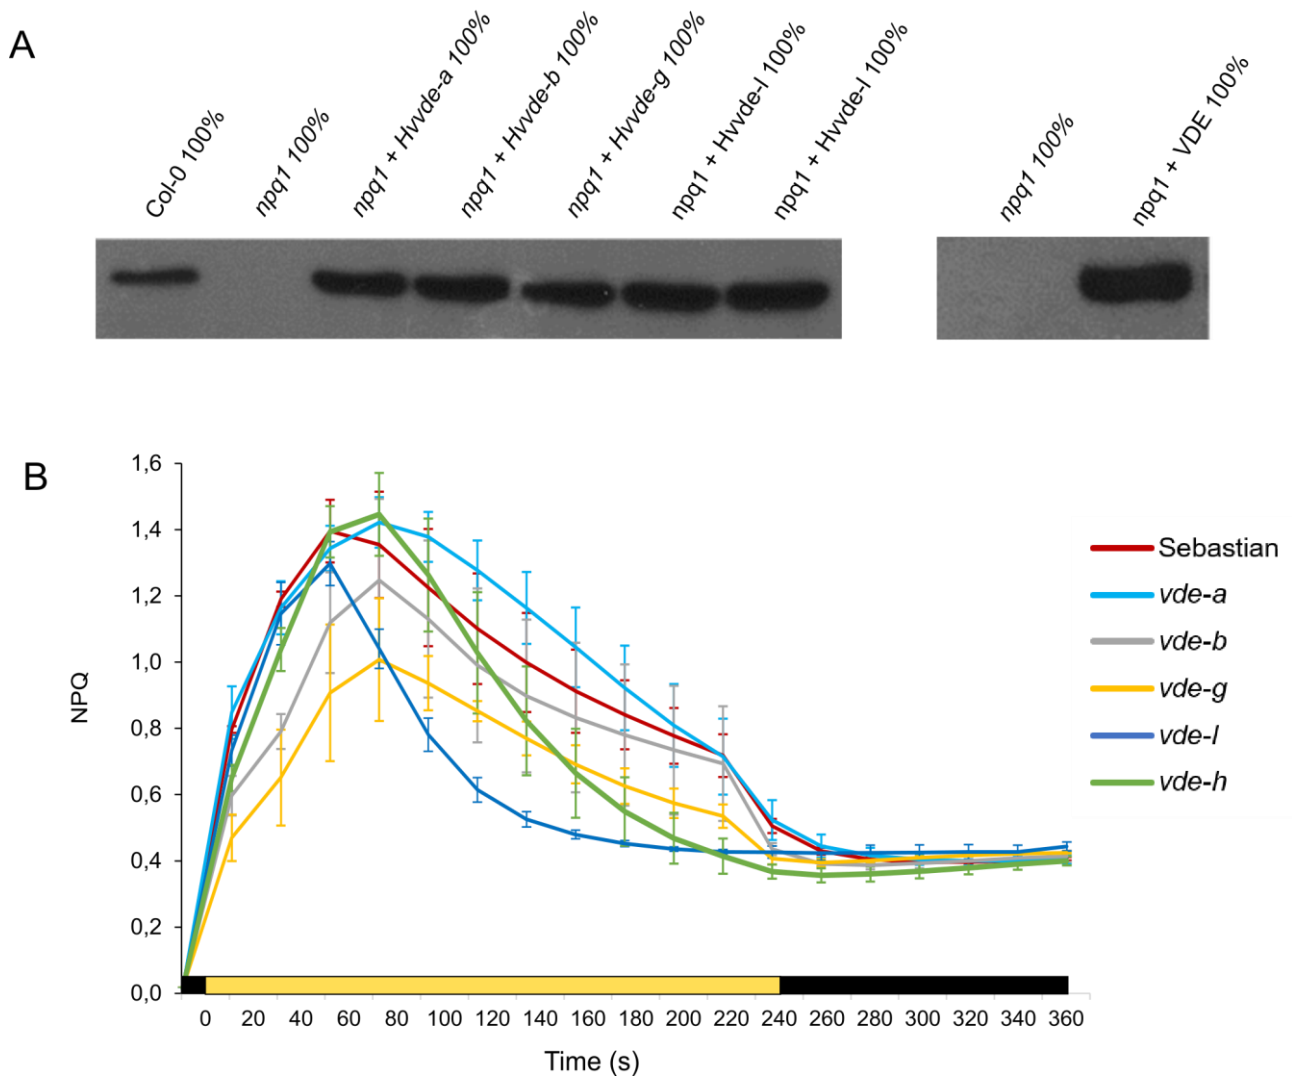 A
Col-0 100%
npq1 100%
npq1 + Hvvde-a 100%
npq1 + Hvvde-b 100%
npq1 + Hvvde-g 100%
npq1 + Hvvde-l 100%
npq1 + Hvvde-l 100%
npq1 100%
npq1 + VDE 100%
B
1,6
1,4
1,2
1,0
0,8
0,6
0,4
0,2
0,0
NPQ
0 20 40 60 80 100 120 140 160 180 200 220 240 260 280 300 320 340 360
Time (s)
Sebastian
vde-a
vde-b
vde-g
vde-l
vde-h